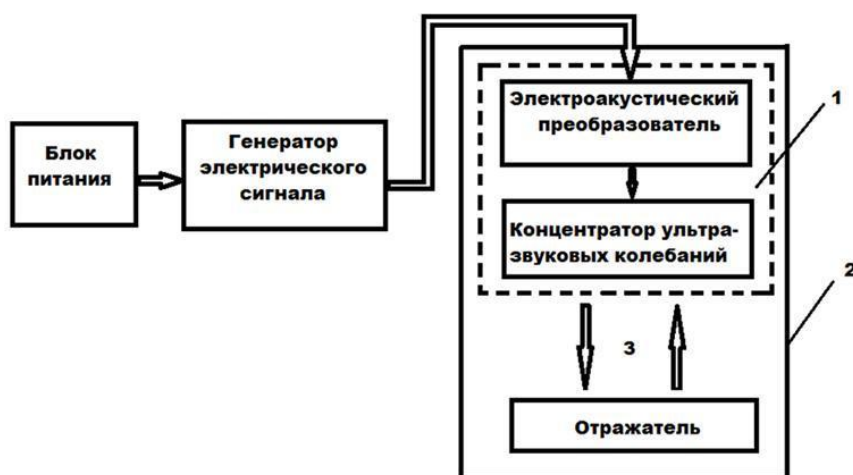 Блок
питания
Генератор
электрического
сигнала
Электроакустический
преобразователь
1
Концентратор ультра-
звуковых колебаний
2
3
Отражатель